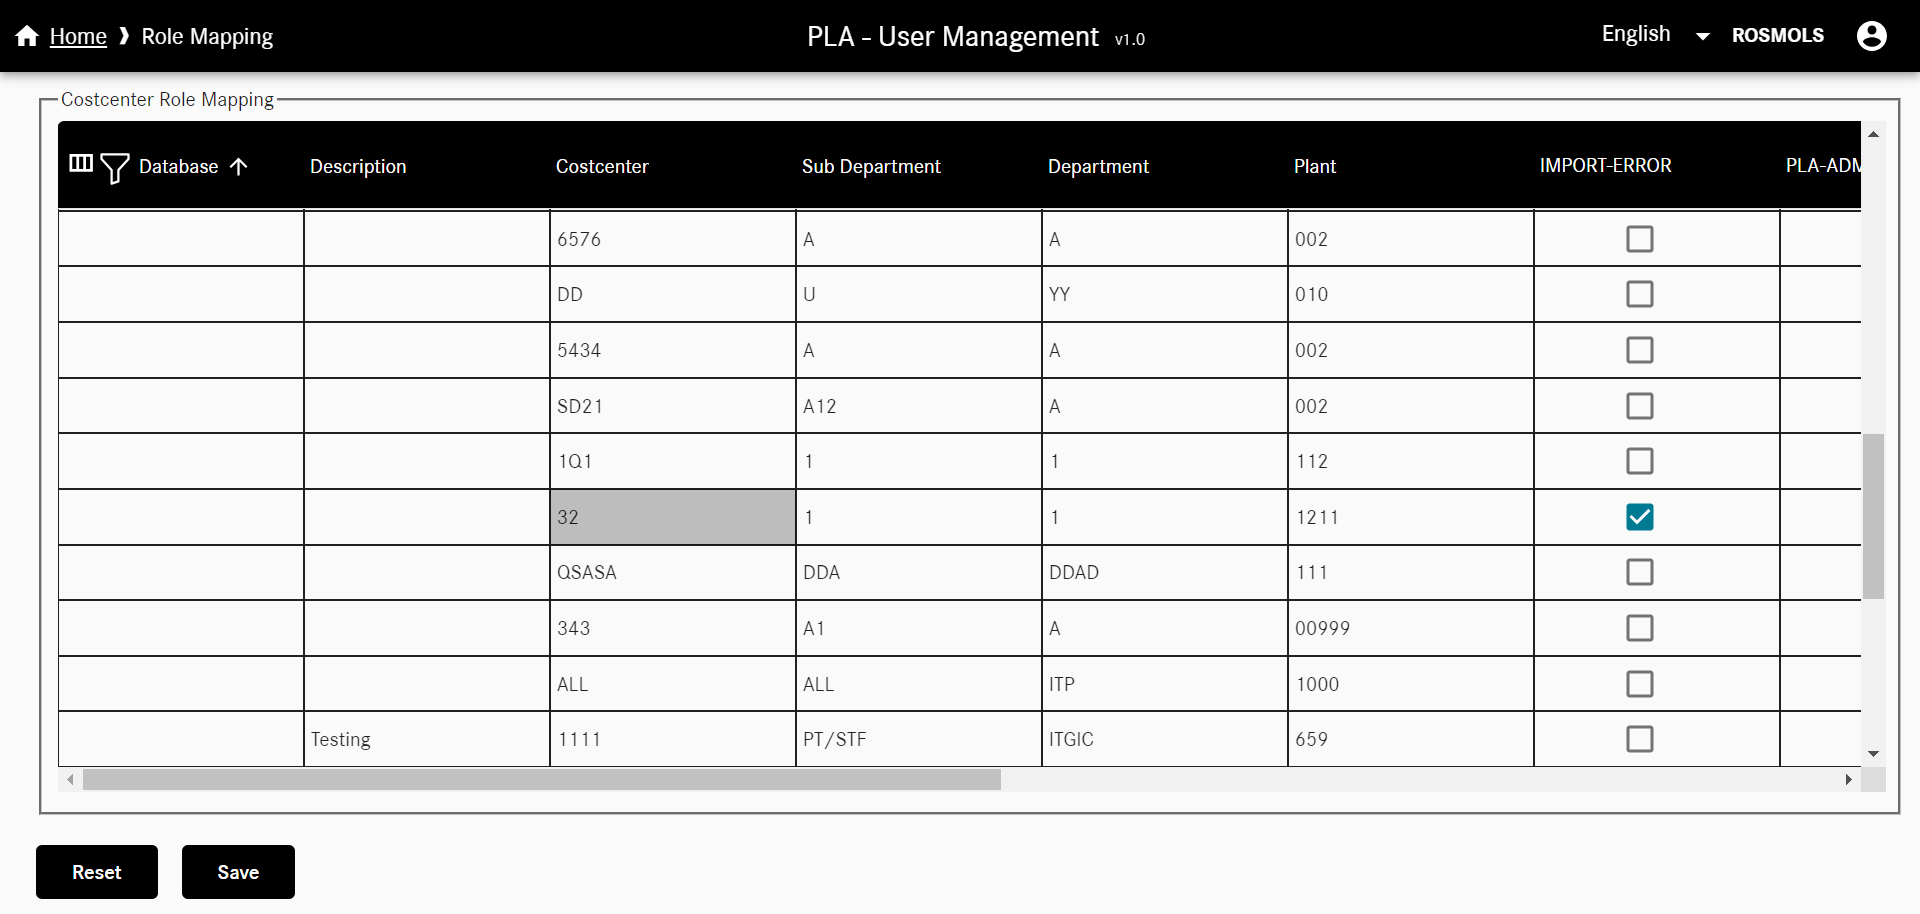 Home ❱ Role Mapping
PLA - User Management v1.0
English
ROSMOLS
Costcenter Role Mapping
Database Description Costcenter Sub Department Department Plant IMPORT-ERROR PLA-ADM
6576 A A 002
DD U YY 010
5434 A A 002
SD21 A12 A 002
1Q1 1 1 112
32 1 1 1211
QSASA DDA DDAD 111
343 A1 A 00999
ALL ALL ITP 1000
Testing 1111 PT/STF ITGIC 659
Reset Save